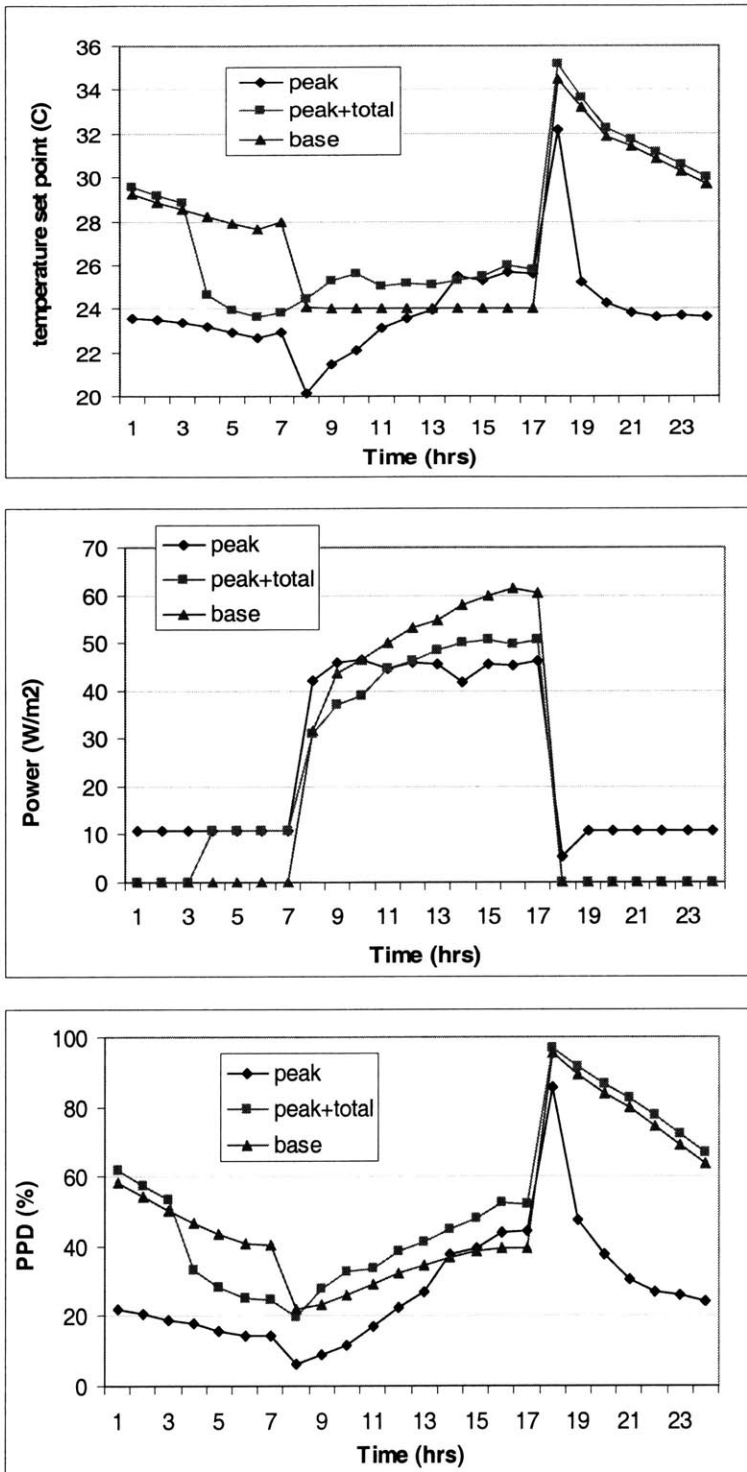 36
34
32
30
28
26
24
22
20
temperature set point (C)
peak
peak+total
base
1 3 5 7 9 11 13 15 17 19 21 23
Time (hrs)
70
60
50
40
30
20
10
0
Power (W/m2)
peak
peak+total
base
1 3 5 7 9 11 13 15 17 19 21 23
Time (hrs)
100
80
60
40
20
0
PPD (%)
peak
peak+total
base
1 3 5 7 9 11 13 15 17 19 21 23
Time (hrs)